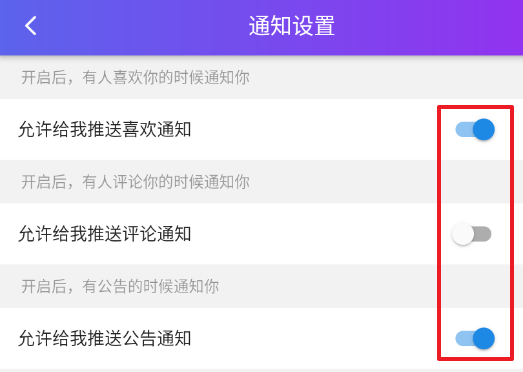 通知设置
开启后，有人喜欢你的时候通知你
允许给我推送喜欢通知
开启后，有人评论你的时候通知你
允许给我推送评论通知
开启后，有公告的时候通知你
允许给我推送公告通知